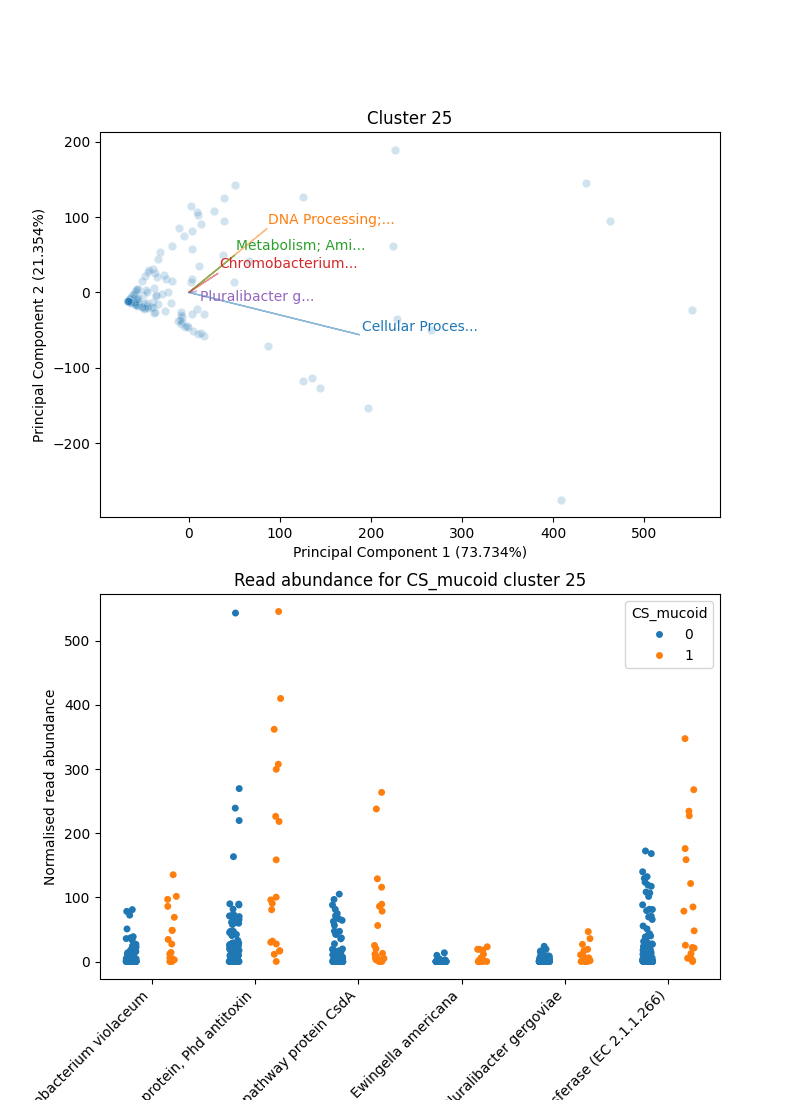 Cluster 25
200
100
0
−100
−200
Principal Component 2 (21.354%)
DNA Processing;...
Metabolism; Ami...
Chromobacterium...
Pluralibacter g...
Cellular Proces...
0 100 200 300 400 500
Principal Component 1 (73.734%)
Read abundance for CS_mucoid cluster 25
500
400
300
200
100
0
Normalised read abundance
CS_mucoid
0
1
obacterium violaceum
protein, Phd antitoxin
pathway protein CsdA
Ewingella americana
luralibacter gergoviae
sferase (EC 2.1.1.266)